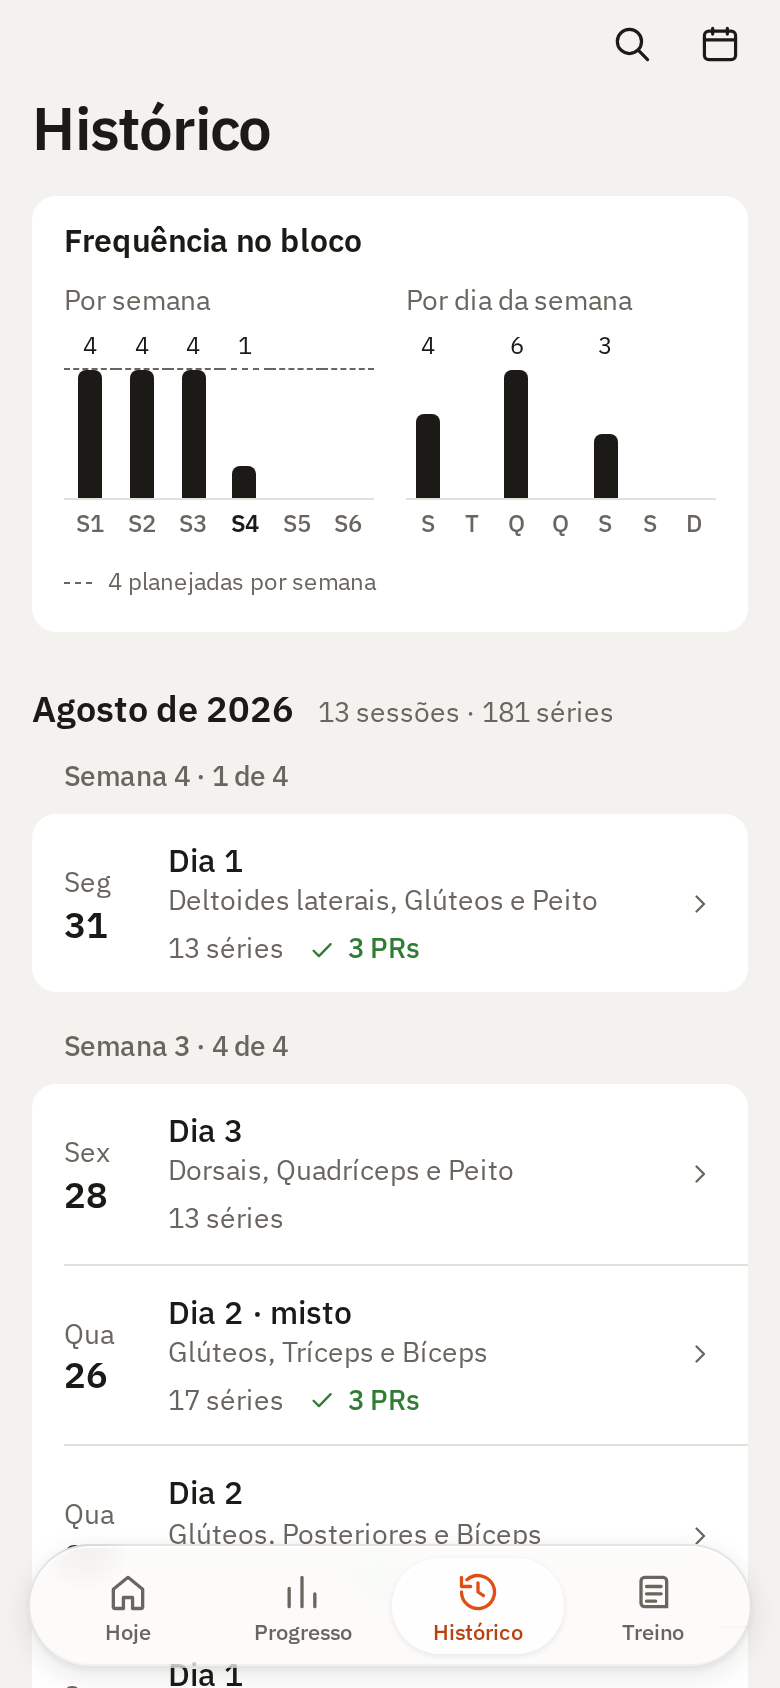 Histórico
Frequência no bloco
Por semana
4 4 4 1
S1 S2 S3 S4 S5 S6
Por dia da semana
4 6 3
S T Q Q S S D
4 planejadas por semana
Agosto de 2026 13 sessões · 181 séries
Semana 4 · 1 de 4
Seg
31
Dia 1
Deltoides laterais, Glúteos e Peito
13 séries 3 PRs
Semana 3 · 4 de 4
Sex
28
Dia 3
Dorsais, Quadríceps e Peito
13 séries
Qua
26
Dia 2 · misto
Glúteos, Tríceps e Bíceps
17 séries 3 PRs
Qua
Dia 2
Glúteos, Posteriores e Bíceps
Dia 1
Hoje
Progresso
Histórico
Treino